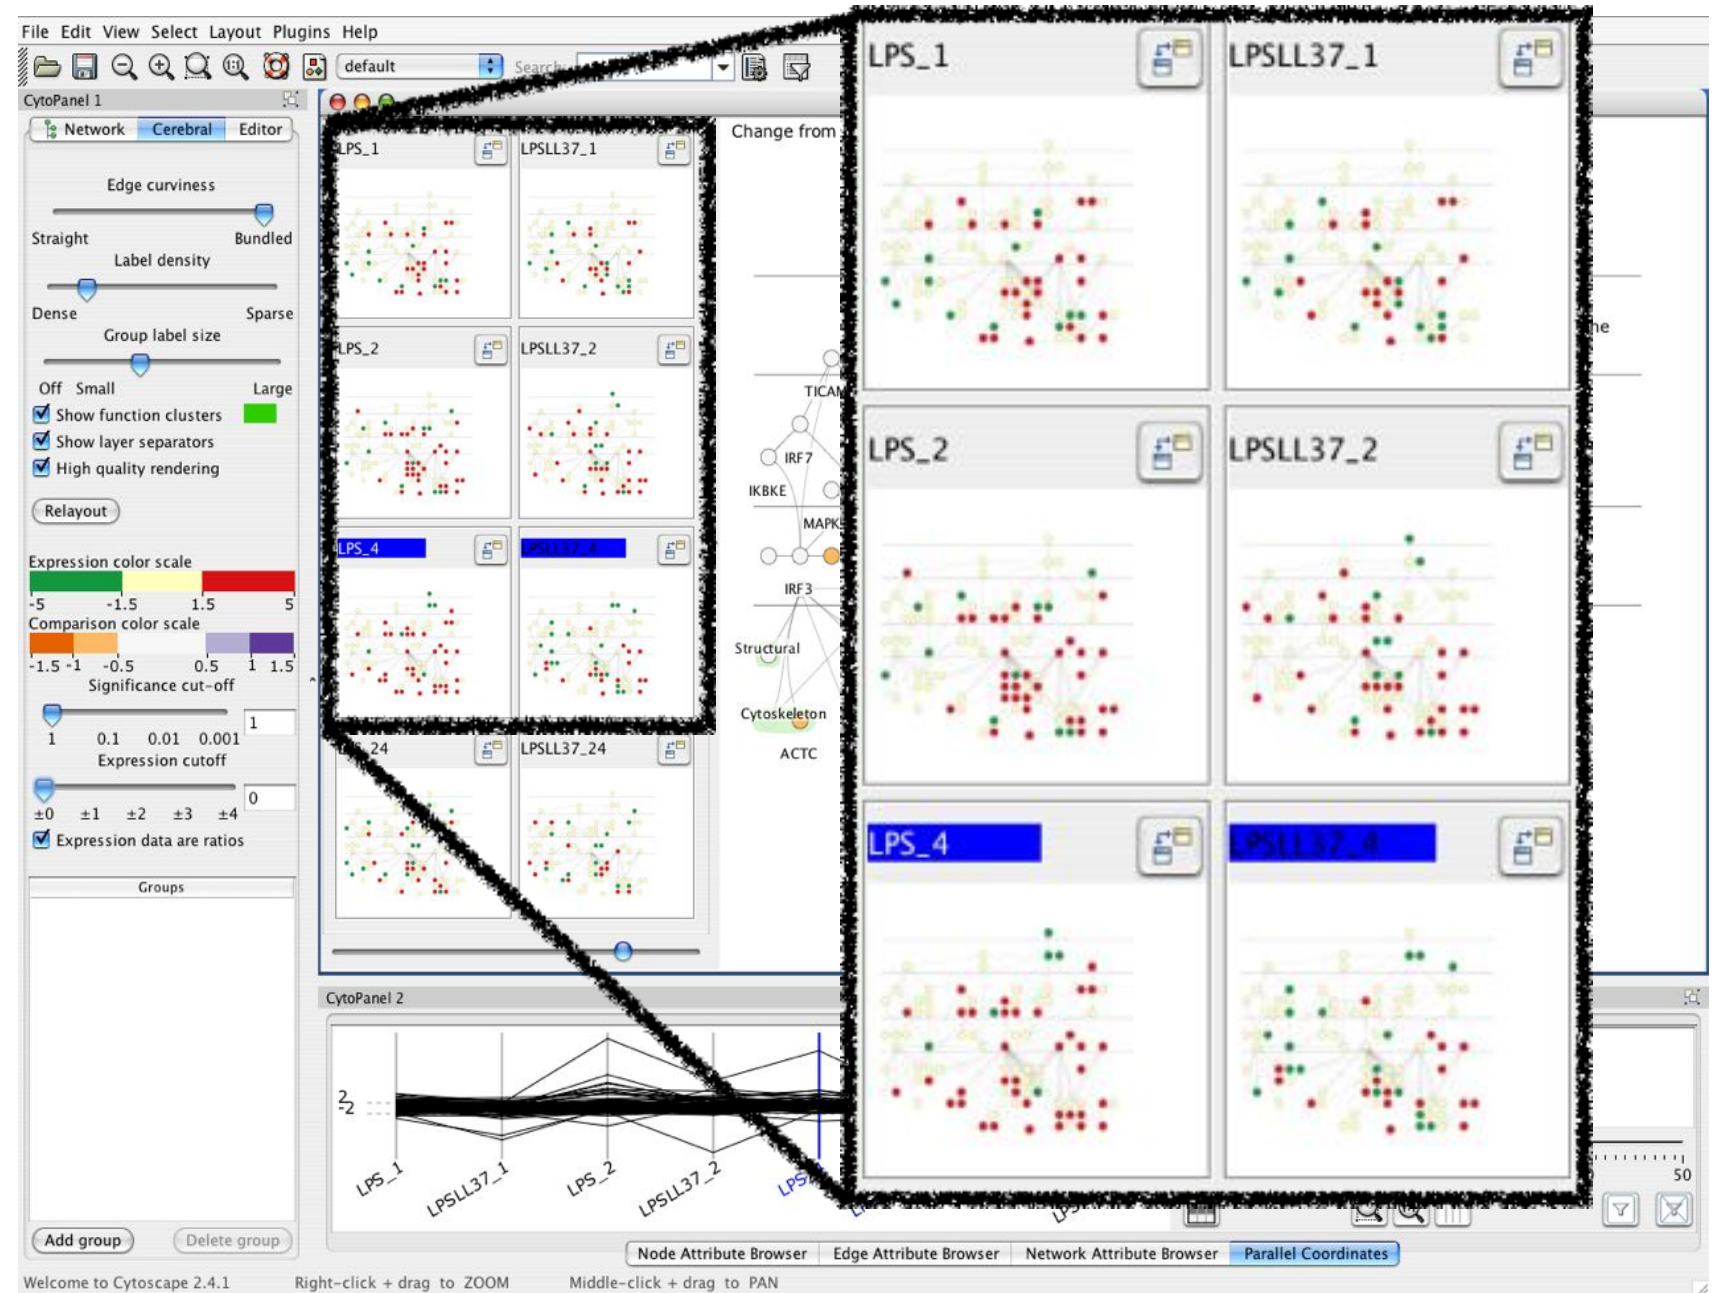 File Edit View Select Layout Plugins Help
default
Search:
CytoPanel 1
Network Cerebral Editor
Edge curviness
Straight Bundled
Label density
Dense Sparse
Group label size
Off Small Large
Show function clusters
Show layer separators
High quality rendering
Relayout
Expression color scale
-5 -1.5 1.5 5
Comparison color scale
-1.5 -1 -0.5 0.5 1 1.5
Significance cut-off
1
1 0.1 0.01 0.001
Expression cutoff
0
±0 ±1 ±2 ±3 ±4
Expression data are ratios
Groups
Add group Delete group
LPS_1 LPSLL37_1
LPS_2 LPSLL37_2
LPS_4 LPSLL37_4
_24 LPSLL37_24
Change from
TICAM
IRF7
IKBKE
MAPK
IRF3
Structural
Cytoskeleton
ACTC
he
LPS_1 LPSLL37_1
LPS_2 LPSLL37_2
LPS_4 LPSLL37_4
CytoPanel 2
2
-2
LPS_1 LPSLL37_1 LPS_2 LPSLL37_2 LPS
50
Node Attribute Browser Edge Attribute Browser Network Attribute Browser Parallel Coordinates
Welcome to Cytoscape 2.4.1 Right-click + drag to ZOOM Middle-click + drag to PAN